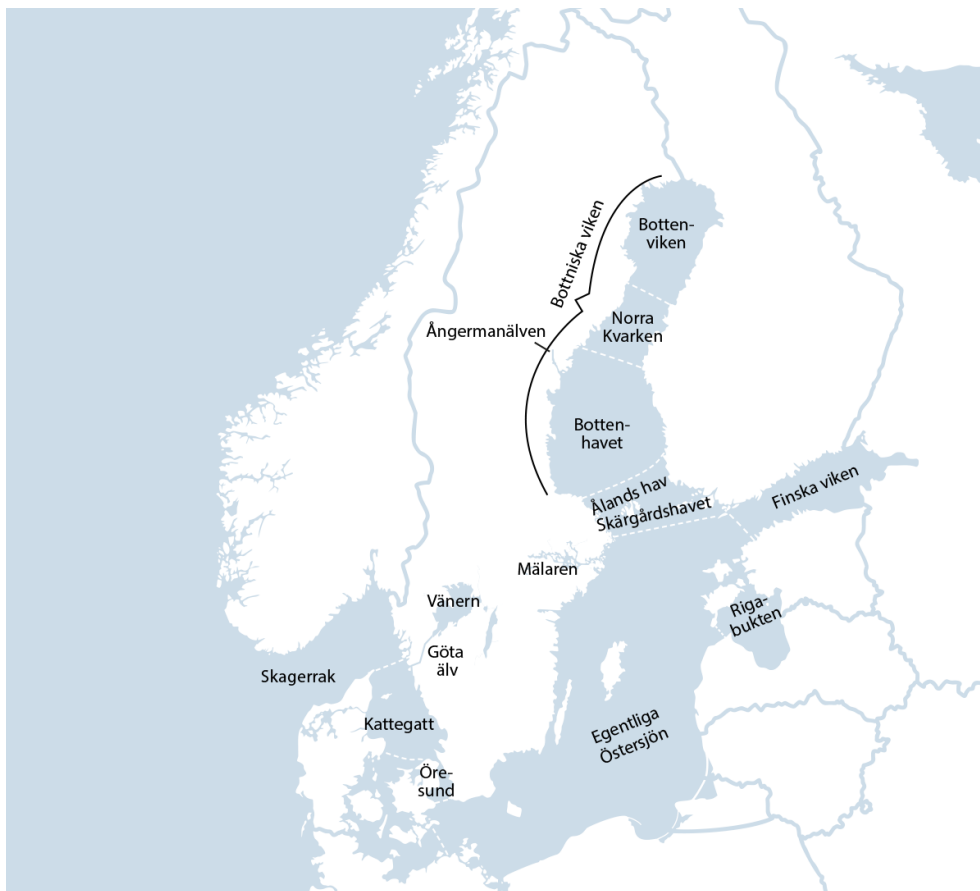 Botten-
viken
Bottniska viken
Norra
Kvarken
Ångermanälven
Botten-
havet
Ålands hav
Skärgårdshavet
Finska viken
Mälaren
Vänern
Riga-
bukten
Göta
älv
Skagerrak
Kattegatt
Egentliga
Östersjön
Öre-
sund